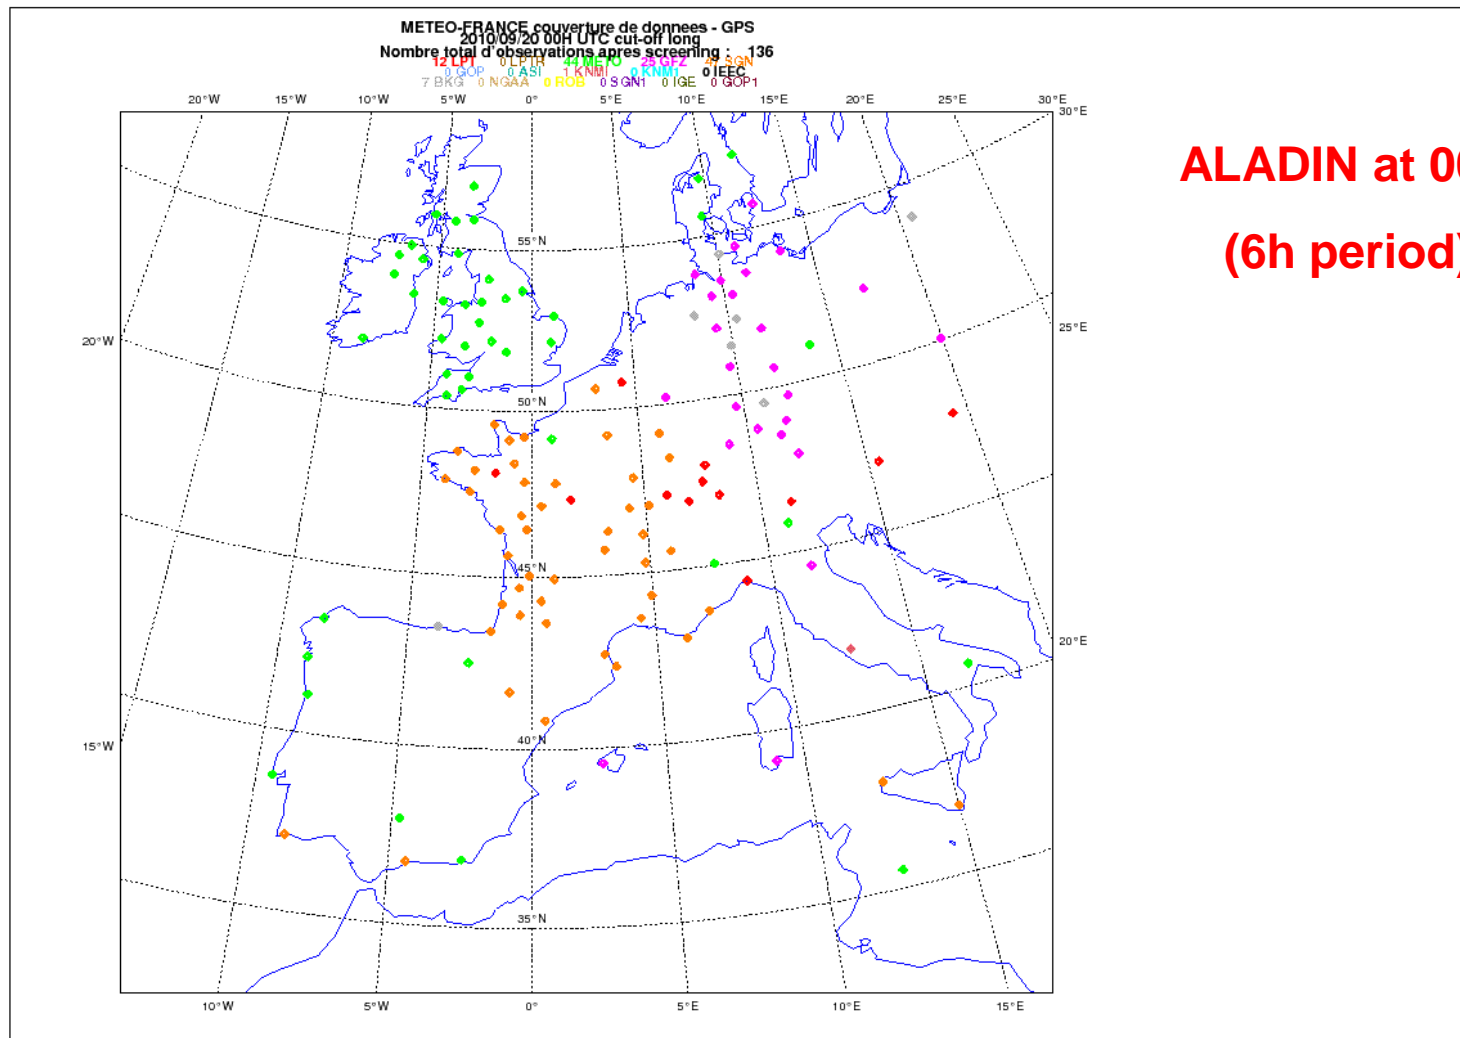 METEO-FRANCE couverture de donnees - GPS
2010/09/20 00H UTC cut-off long
Nombre total d'observations apres screening : 136
12 LPT 0 LPTR 44 METO 25 GFZ 47 SGN
0 GOP 0 ASI 1 KNMI 0 KNM1 0 IEEC
7 BKG 0 NGAA 0 ROB 0 SGN1 0 IGE 0 GOP1
20°W 15°W 10°W 5°W 0° 5°E 10°E 15°E 20°E 25°E 30°E
ALADIN at 00
(6h period)
55°N
20°W
25°E
50°N
45°N
20°E
15°W
40°N
35°N
10°W 5°W 0° 5°E 10°E 15°E